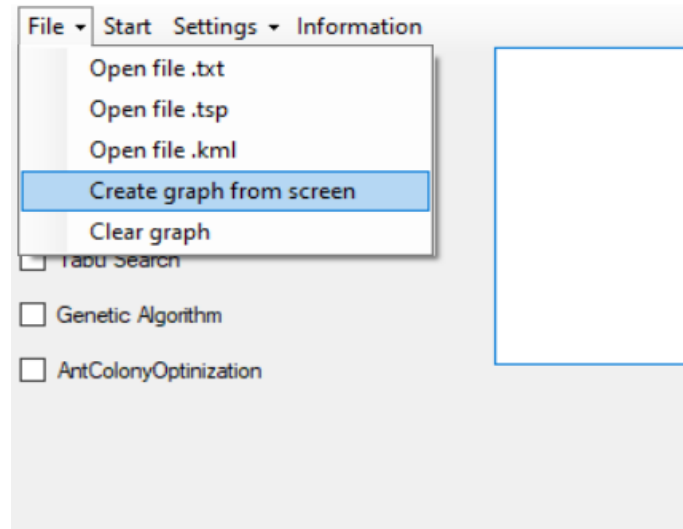 File Start Settings Information
Open file .txt
Open file .tsp
Open file .kml
Create graph from screen
Clear graph
Tabu Search
Genetic Algorithm
AntColonyOptinization